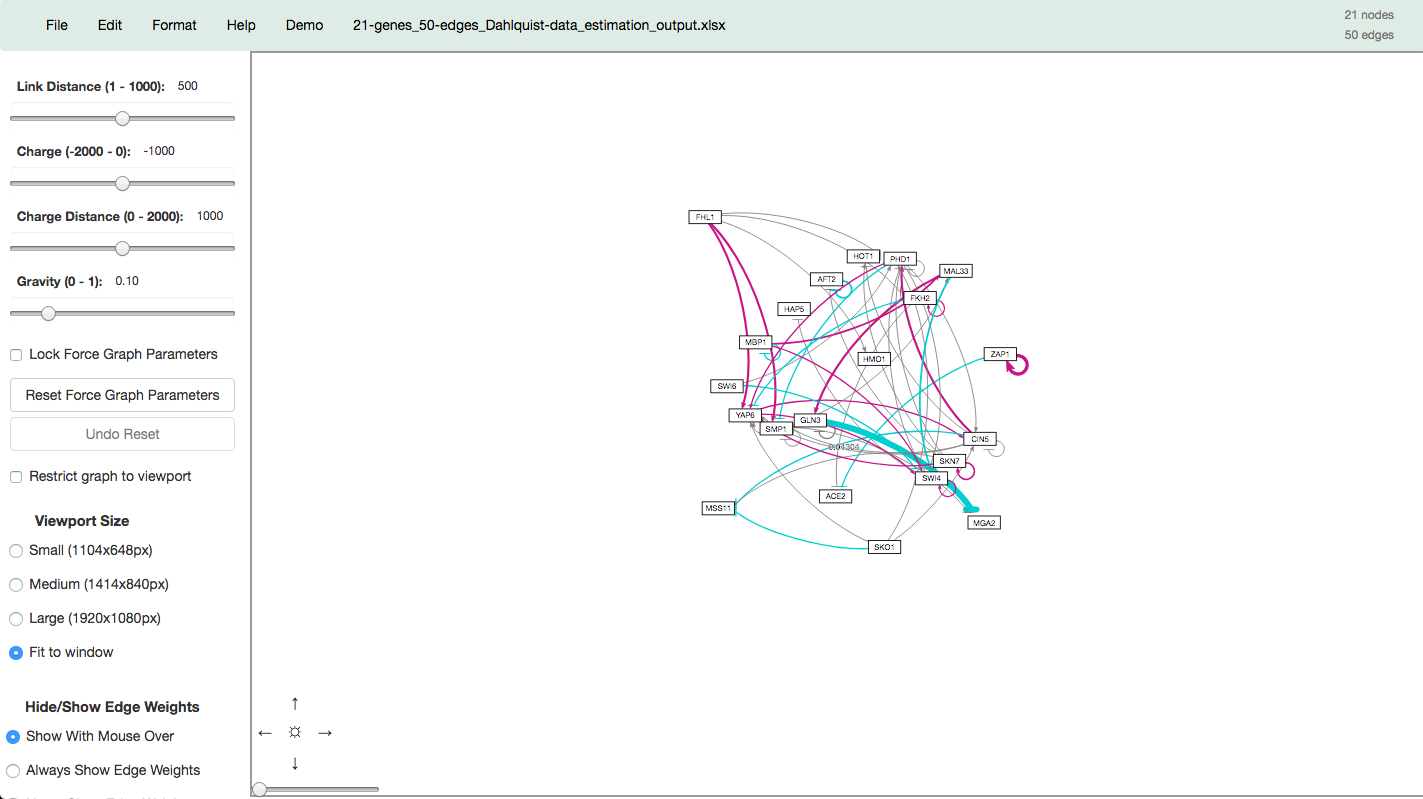 File Edit Format Help Demo 21-genes_50-edges_Dahlquist-data_estimation_output.xlsx
21 nodes
50 edges
Link Distance (1 - 1000): 500
Charge (-2000 - 0): -1000
Charge Distance (0 - 2000): 1000
Gravity (0 - 1): 0.10
Lock Force Graph Parameters
Reset Force Graph Parameters
Undo Reset
Restrict graph to viewport
Viewport Size
Small (1104x648px)
Medium (1414x840px)
Large (1920x1080px)
Fit to window
Hide/Show Edge Weights
Show With Mouse Over
Always Show Edge Weights
FHL1
HOT1
PHD1
MAL33
AFT2
FKH2
HAP5
MBP1
HMO1
ZAP1
SWI6
YAP6
GLN3
SMP1
CIN5
0.04304
SKN7
SWI4
ACE2
MSS11
MGA2
SKO1